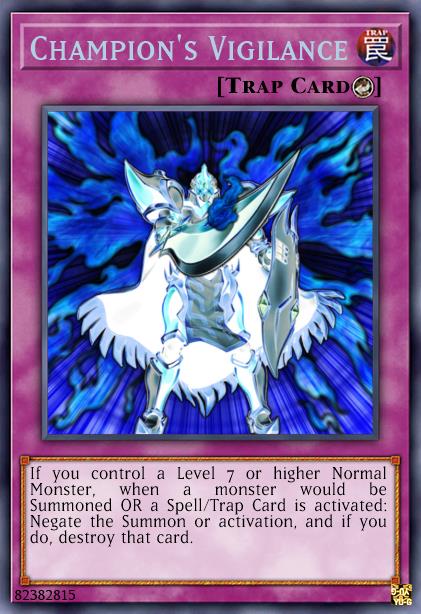 CHAMPION'S VIGILANCE
TRAP
罠
[TRAP CARD]
If you control a Level 7 or higher Normal
Monster, when a monster would be
Summoned OR a Spell/Trap Card is activated:
Negate the Summon or activation, and if you
do, destroy that card.
82382815